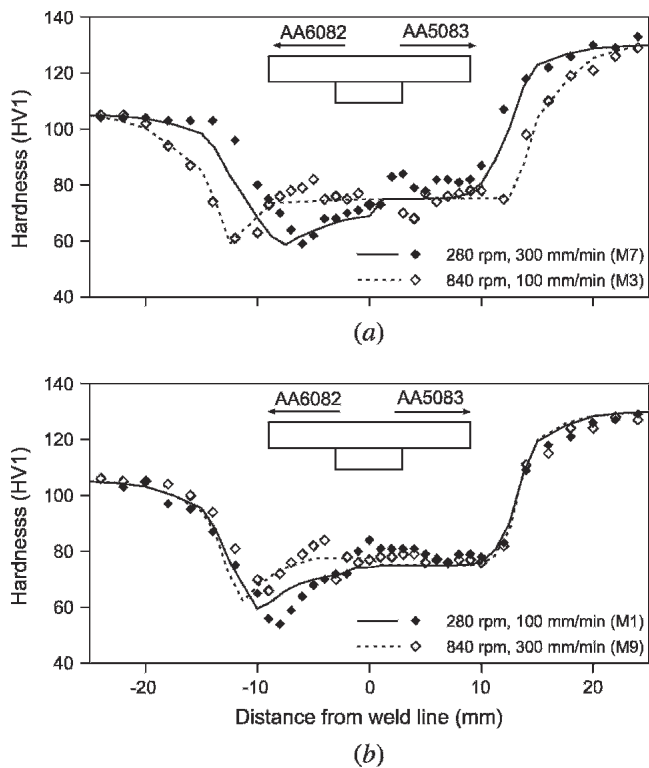 140
120
100
80
60
40
Hardnesss (HV1)
AA6082
AA5083
280 rpm, 300 mm/min (M7)
840 rpm, 100 mm/min (M3)
(a)
140
120
100
80
60
40
Hardnesss (HV1)
AA6082
AA5083
280 rpm, 100 mm/min (M1)
840 rpm, 300 mm/min (M9)
-20 -10 0 10 20
Distance from weld line (mm)
(b)